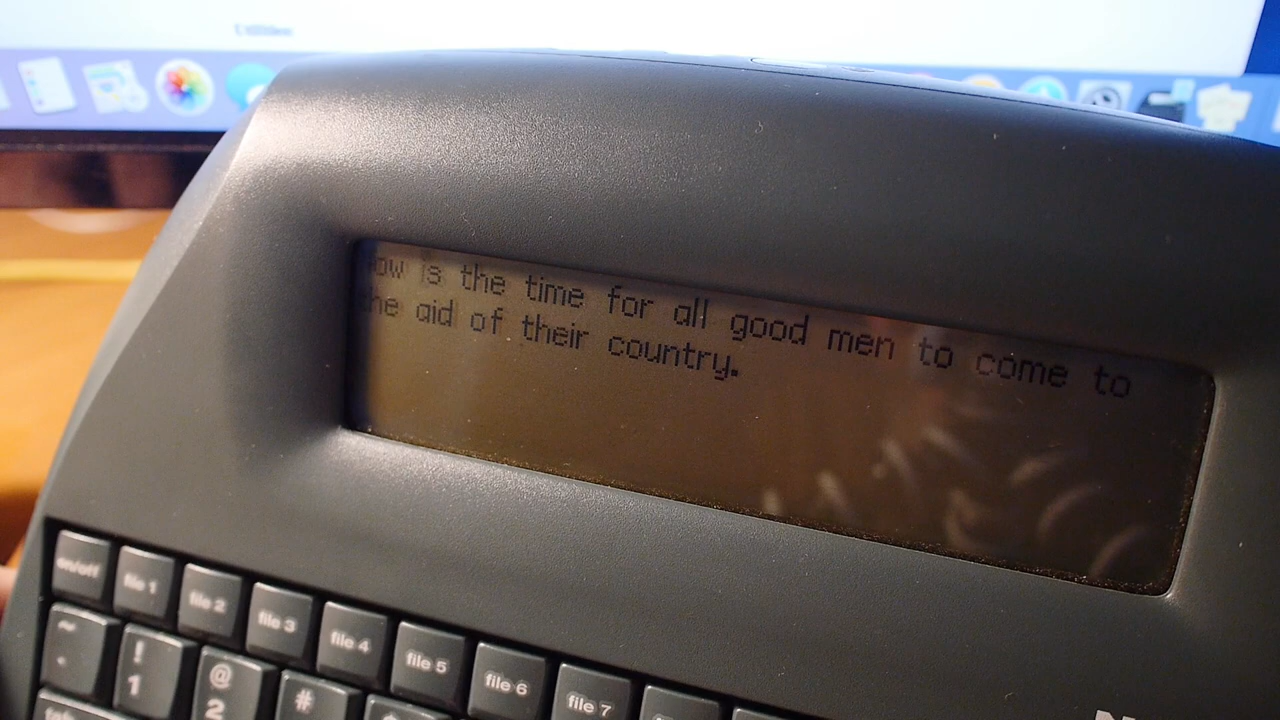 now is the time for all good men to come to
the aid of their country.
on/off file 1 file 2 file 3 file 4 file 5 file 6 file 7
~ ! @ #
1 2
tab
N